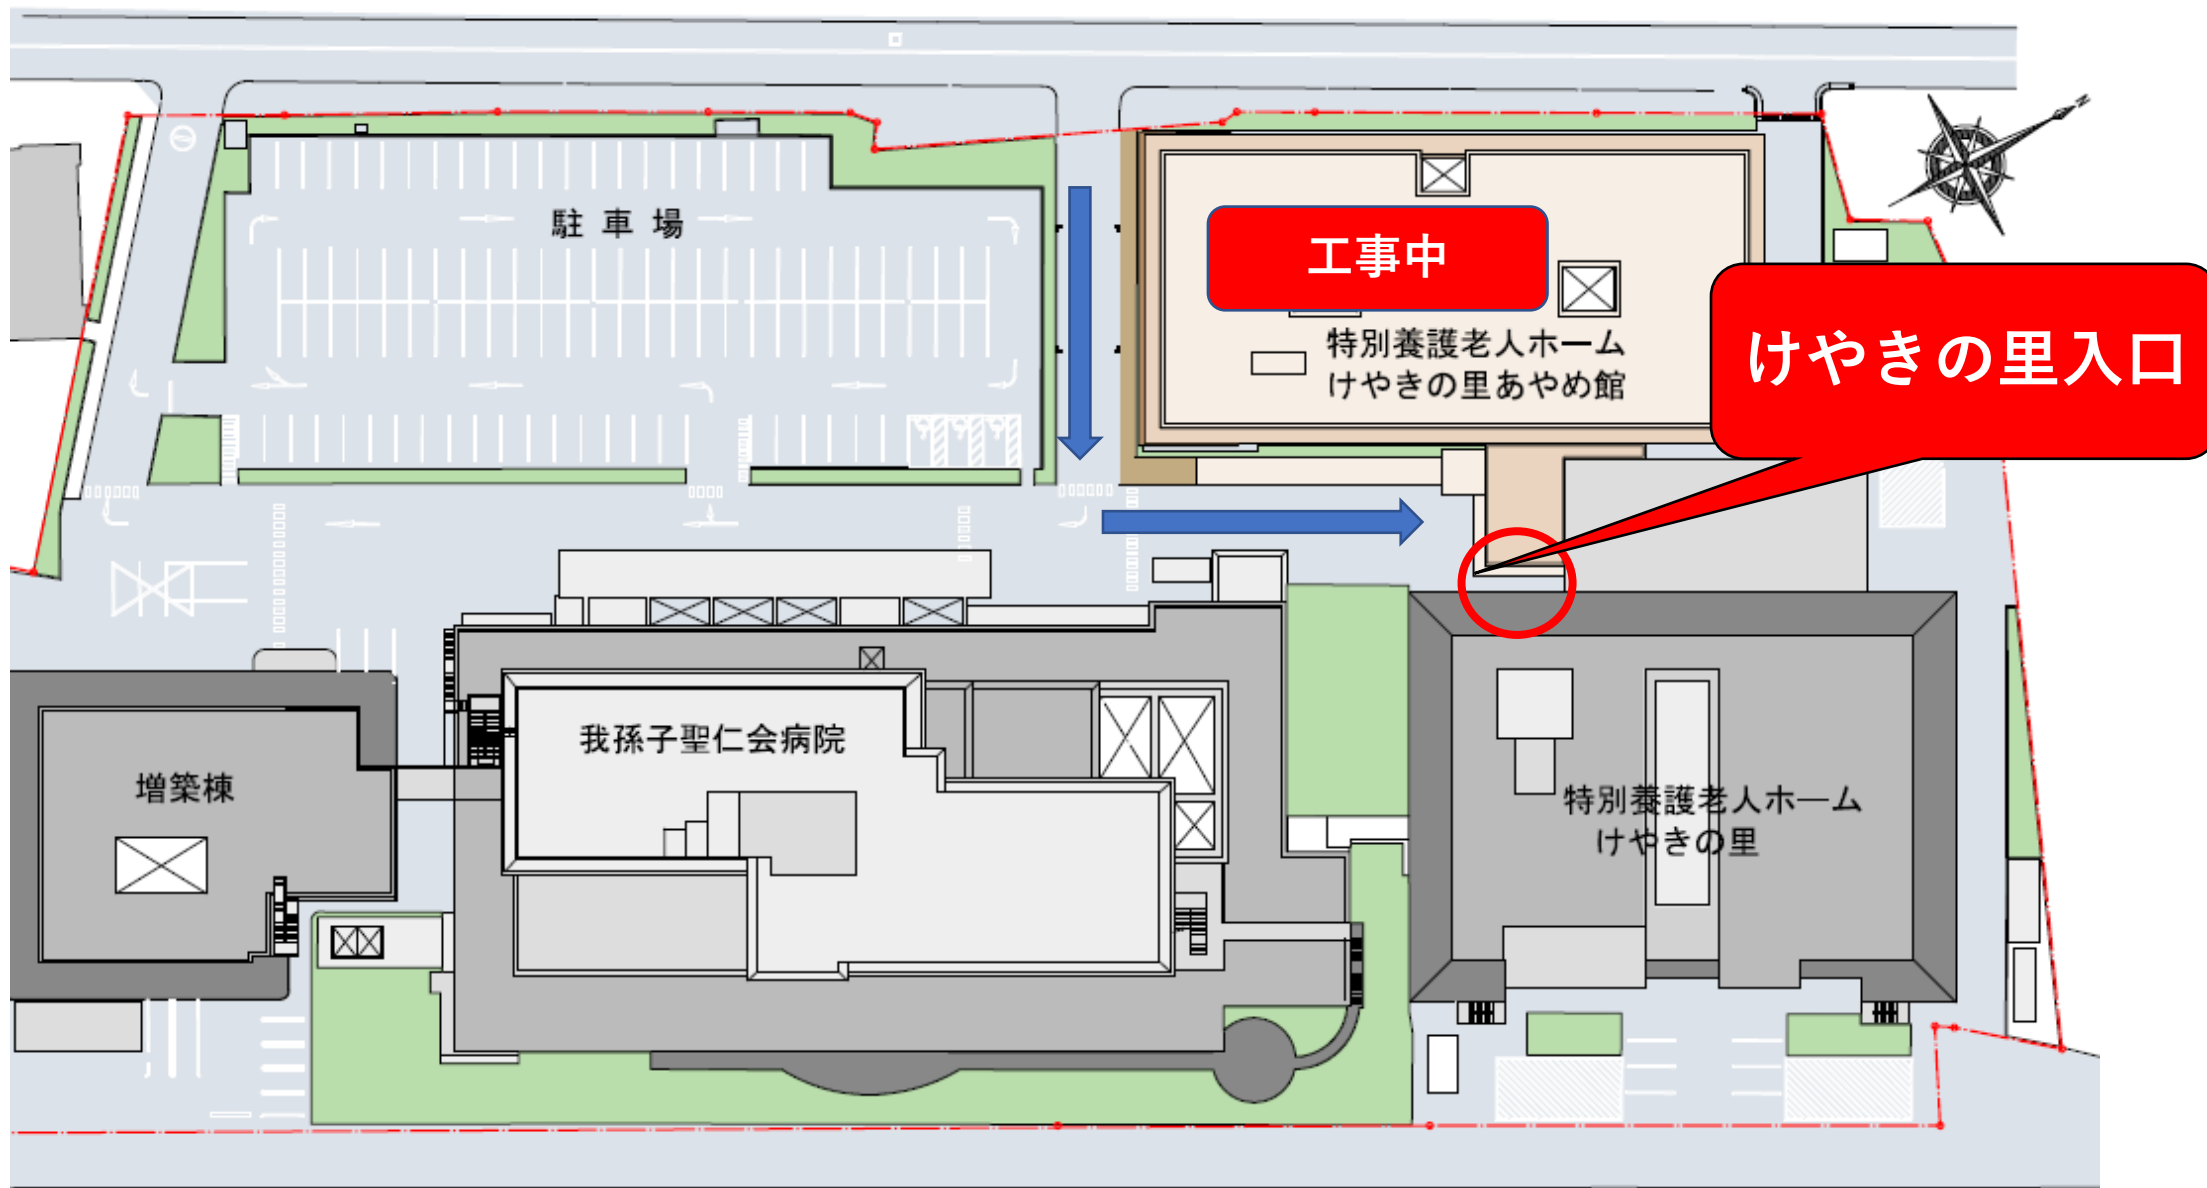 N
駐車場
工事中
特別養護老人ホーム
けやきの里あやめ館
けやきの里入口
我孫子聖仁会病院
増築棟
特別養護老人ホーム
けやきの里